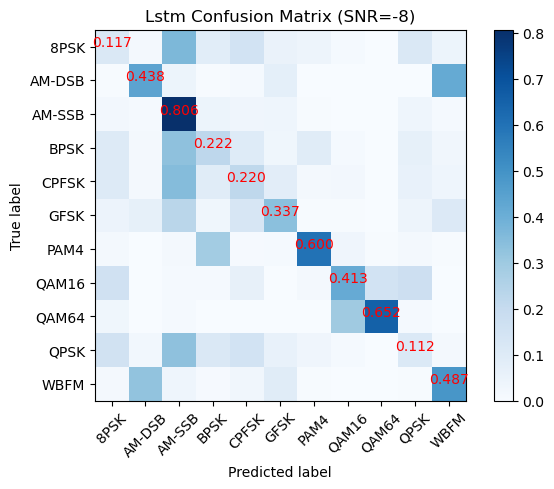 Lstm Confusion Matrix (SNR=-8)
True label
8PSK
AM-DSB
AM-SSB
BPSK
CPFSK
GFSK
PAM4
QAM16
QAM64
QPSK
WBFM
0.117
0.438
0.806
0.222
0.220
0.337
0.600
0.413
0.652
0.112
0.487
8PSK
AM-DSB
AM-SSB
BPSK
CPFSK
GFSK
PAM4
QAM16
QAM64
QPSK
WBFM
Predicted label
0.8
0.7
0.6
0.5
0.4
0.3
0.2
0.1
0.0